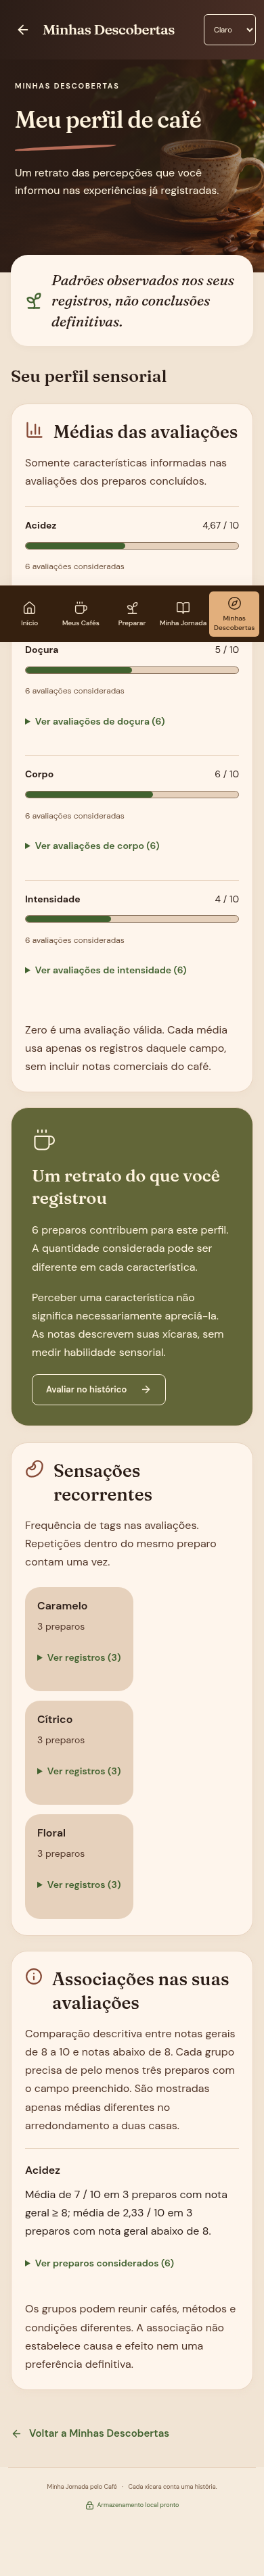 Minhas Descobertas
Claro
MINHAS DESCOBERTAS
Meu perfil de café
Um retrato das percepções que você
informou nas experiências já registradas.
Padrões observados nos seus
registros, não conclusões
definitivas.
Seu perfil sensorial
Médias das avaliações
Somente características informadas nas
avaliações dos preparos concluídos.
Acidez 4,67 / 10
6 avaliações consideradas
Início
Meus Cafés
Preparar
Minha Jornada
Minhas
Descobertas
Doçura 5 / 10
6 avaliações consideradas
Ver avaliações de doçura (6)
Corpo 6 / 10
6 avaliações consideradas
Ver avaliações de corpo (6)
Intensidade 4 / 10
6 avaliações consideradas
Ver avaliações de intensidade (6)
Zero é uma avaliação válida. Cada média
usa apenas os registros daquele campo,
sem incluir notas comerciais do café.
Um retrato do que você
registrou
6 preparos contribuem para este perfil.
A quantidade considerada pode ser
diferente em cada característica.
Perceber uma característica não
significa necessariamente apreciá-la.
As notas descrevem suas xícaras, sem
medir habilidade sensorial.
Avaliar no histórico
Sensações
recorrentes
Frequência de tags nas avaliações.
Repetições dentro do mesmo preparo
contam uma vez.
Caramelo
3 preparos
Ver registros (3)
Cítrico
3 preparos
Ver registros (3)
Floral
3 preparos
Ver registros (3)
Associações nas suas
avaliações
Comparação descritiva entre notas gerais
de 8 a 10 e notas abaixo de 8. Cada grupo
precisa de pelo menos três preparos com
o campo preenchido. São mostradas
apenas médias diferentes no
arredondamento a duas casas.
Acidez
Média de 7 / 10 em 3 preparos com nota
geral ≥ 8; média de 2,33 / 10 em 3
preparos com nota geral abaixo de 8.
Ver preparos considerados (6)
Os grupos podem reunir cafés, métodos e
condições diferentes. A associação não
estabelece causa e efeito nem uma
preferência definitiva.
Voltar a Minhas Descobertas
Minha Jornada pelo Café · Cada xícara conta uma história.
Armazenamento local pronto